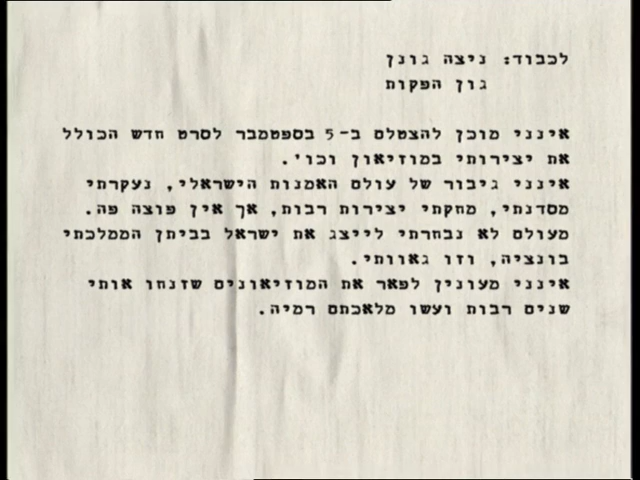 לכבוד: ניצה גונן
גון הפקות
אינני מוכן להצטלם ב-5 בספטמבר לסרט חדש הכולל
את יצירותי במוזיאון וכו'.
אינני גיבור של עולם האמנות הישראלי, נעקרתי
מסדנתי, מחקתי יצירות רבות, אך אין פוצה פה.
מעולם לא נבחרתי לייצג את ישראל בביתן הממלכתי
בונציה, וזו גאוותי.
אינני מעונין לפאר את המוזיאונים שזנחו אותי
שנים רבות ועשו מלאכתם רמיה.